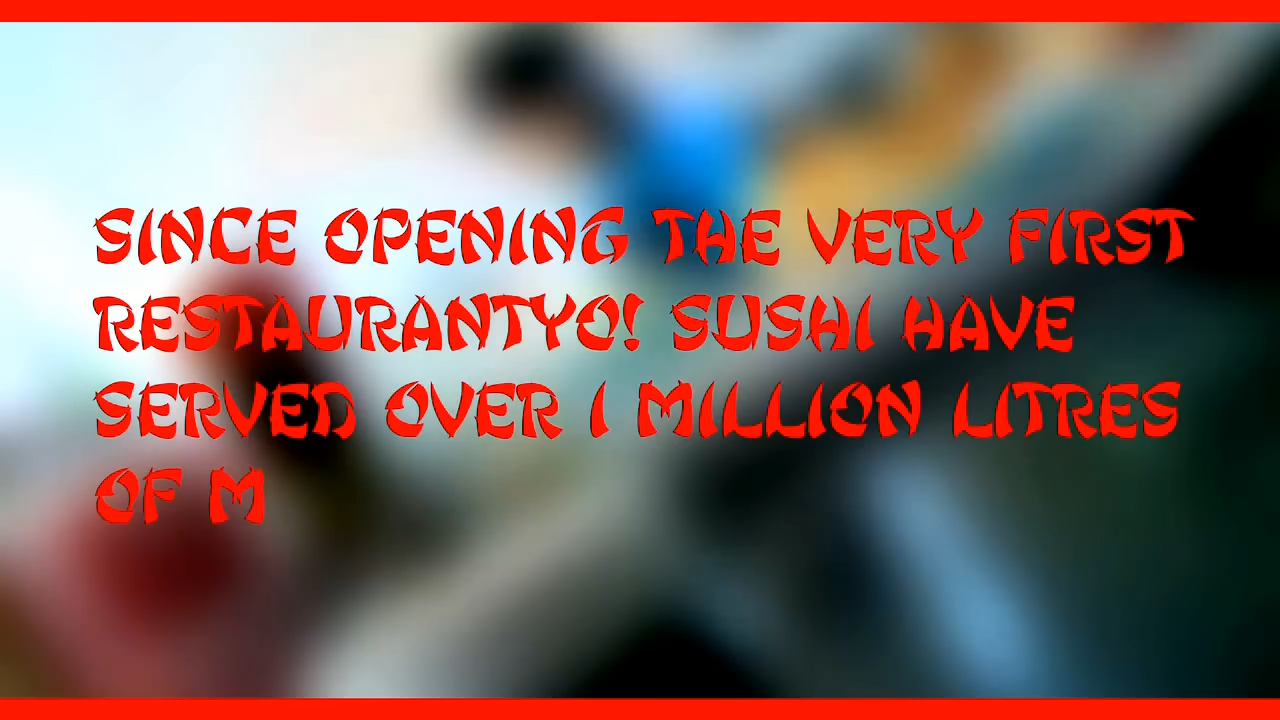 SINCE OPENING THE VERY FIRST
RESTAURANTYO! SUSHI HAVE
SERVED OVER 1 MILLION LITRES
OF M